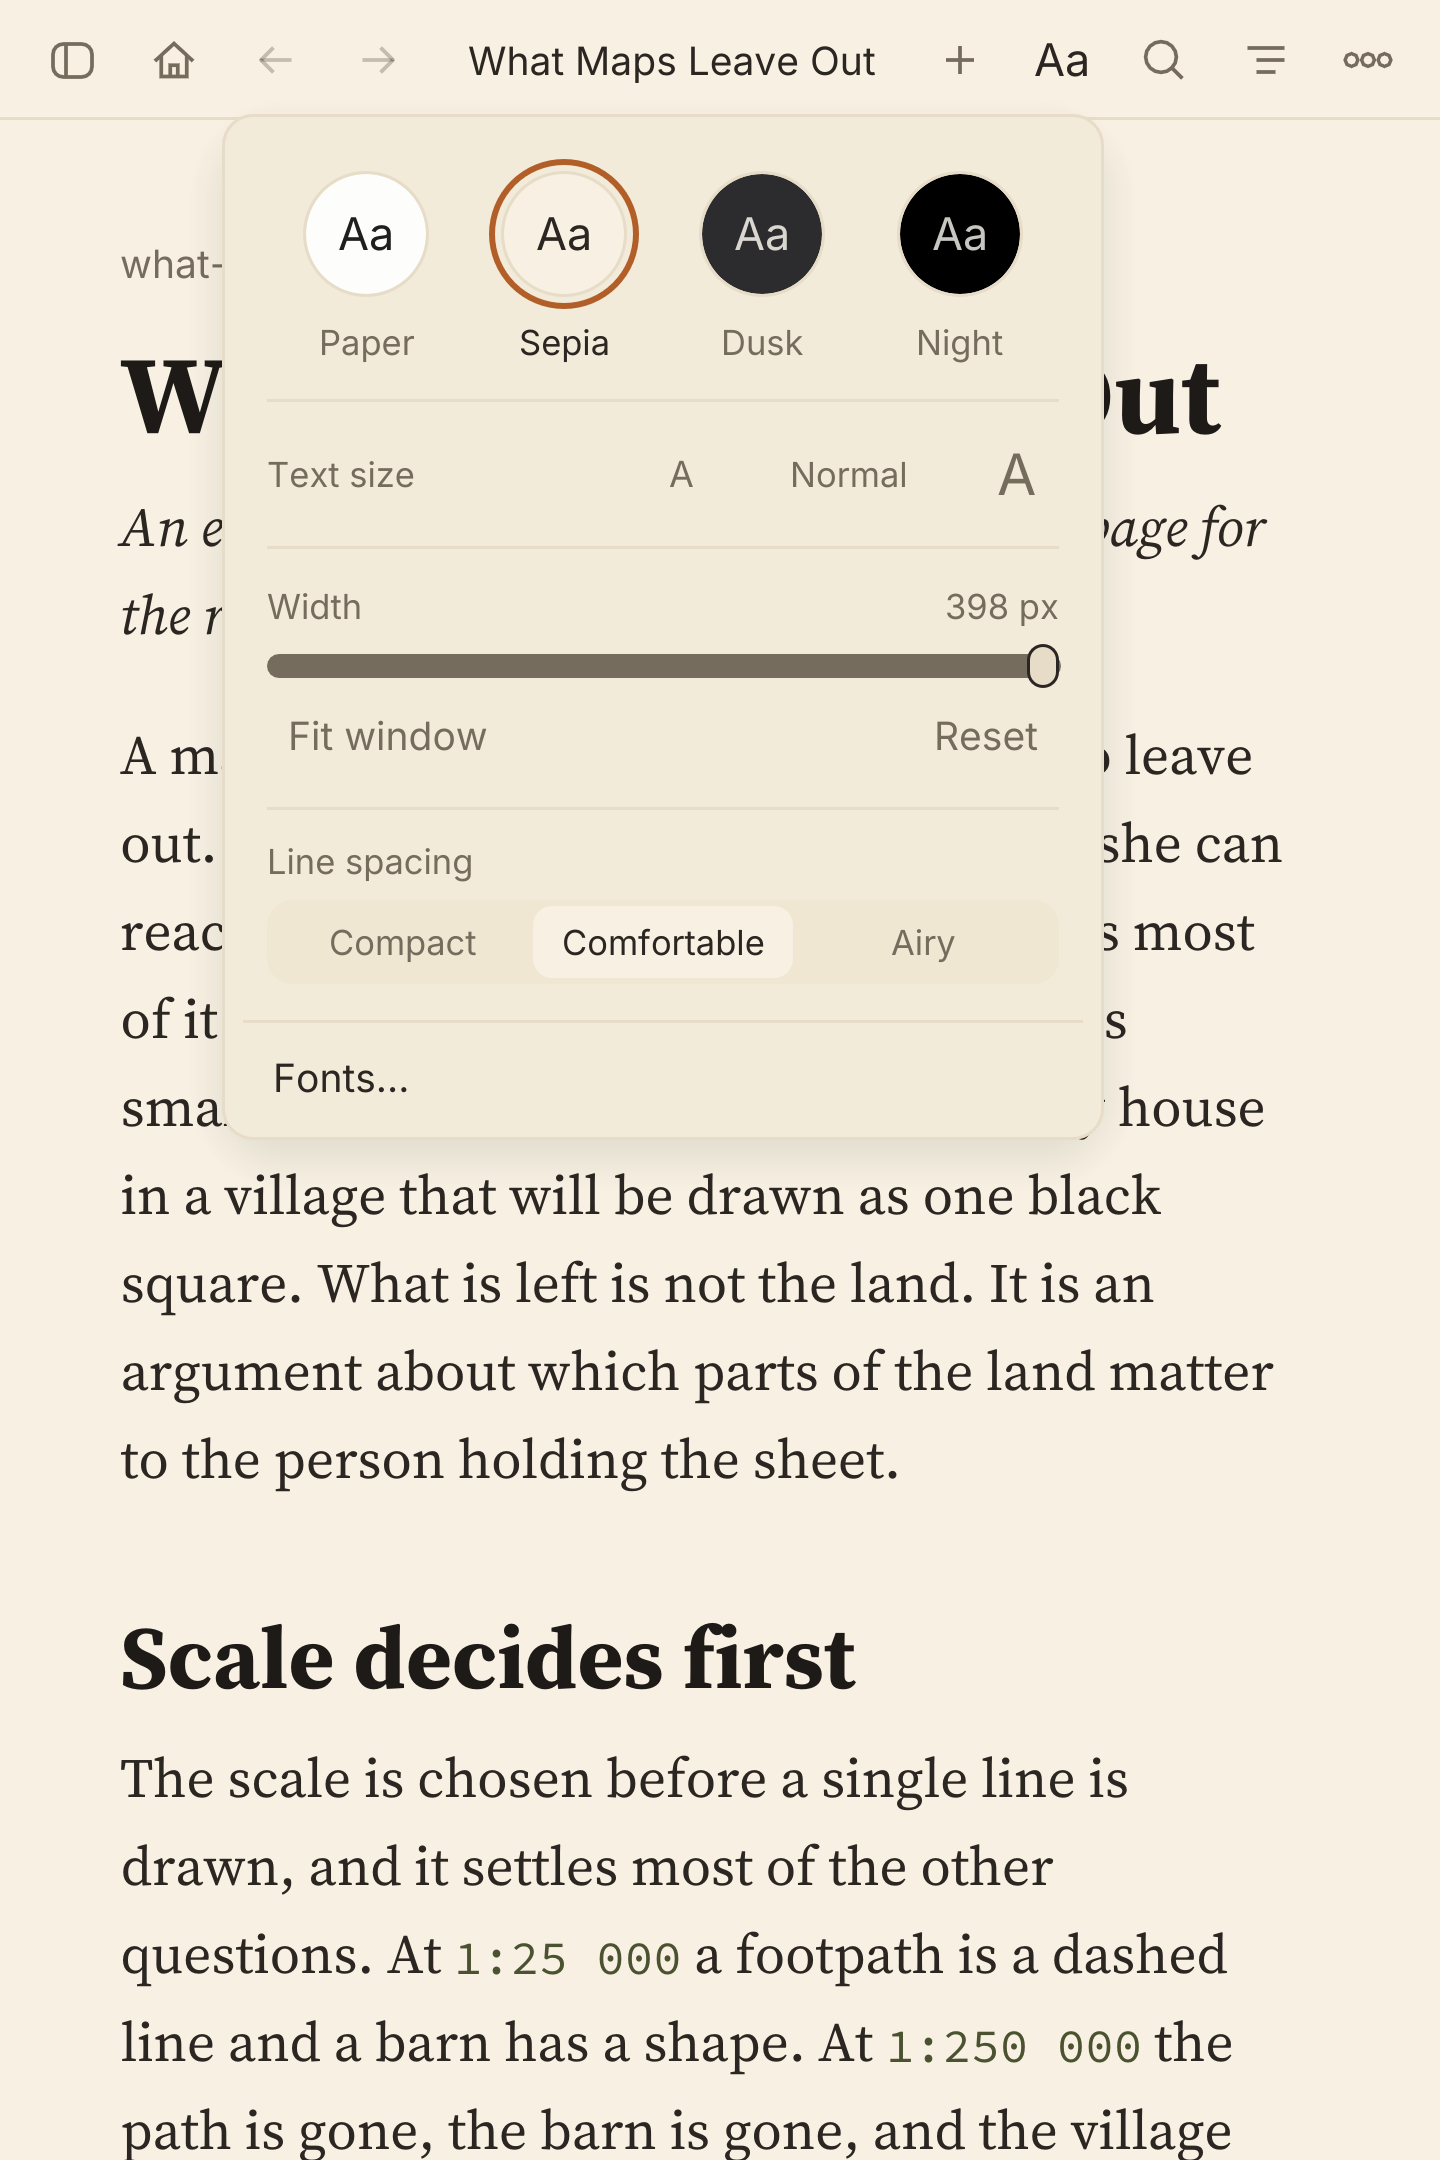 What Maps Leave Out
Aa
Aa Aa Aa Aa
Paper Sepia Dusk Night
Text size A Normal A
Width 398 px
Fit window Reset
Line spacing
Compact Comfortable Airy
Fonts...
what-
ut
An page for
the
A leave
out. she can
most
of it
house
in a village that will be drawn as one black
square. What is left is not the land. It is an
argument about which parts of the land matter
to the person holding the sheet.
Scale decides first
The scale is chosen before a single line is
drawn, and it settles most of the other
questions. At 1:25 000 a footpath is a dashed
line and a barn has a shape. At 1:250 000 the
path is gone, the barn is gone, and the village